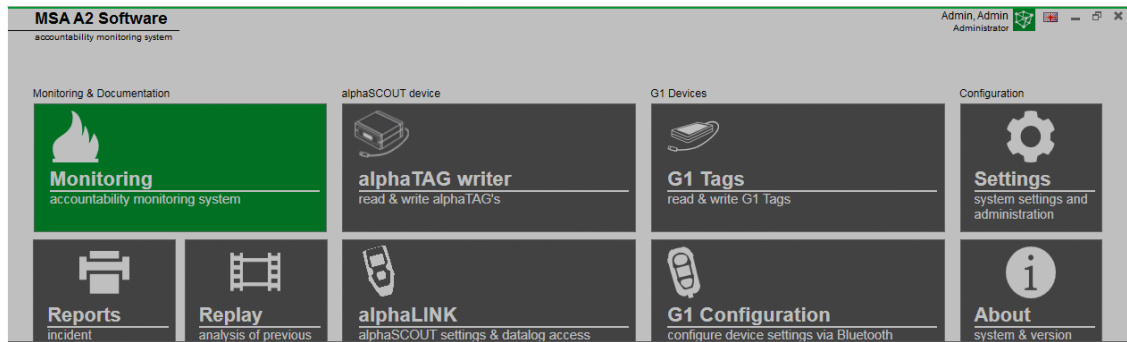 MSA A2 Software
accountability monitoring system
Admin, Admin
Administrator
Monitoring & Documentation
alphaSCOUT device
G1 Devices
Configuration
Monitoring
accountability monitoring system
alphaTAG writer
read & write alphaTAG's
G1 Tags
read & write G1 Tags
Settings
system settings and
administration
Reports
incident
Replay
analysis of previous
alphaLINK
alphaSCOUT settings & datalog access
G1 Configuration
configure device settings via Bluetooth
About
system & version